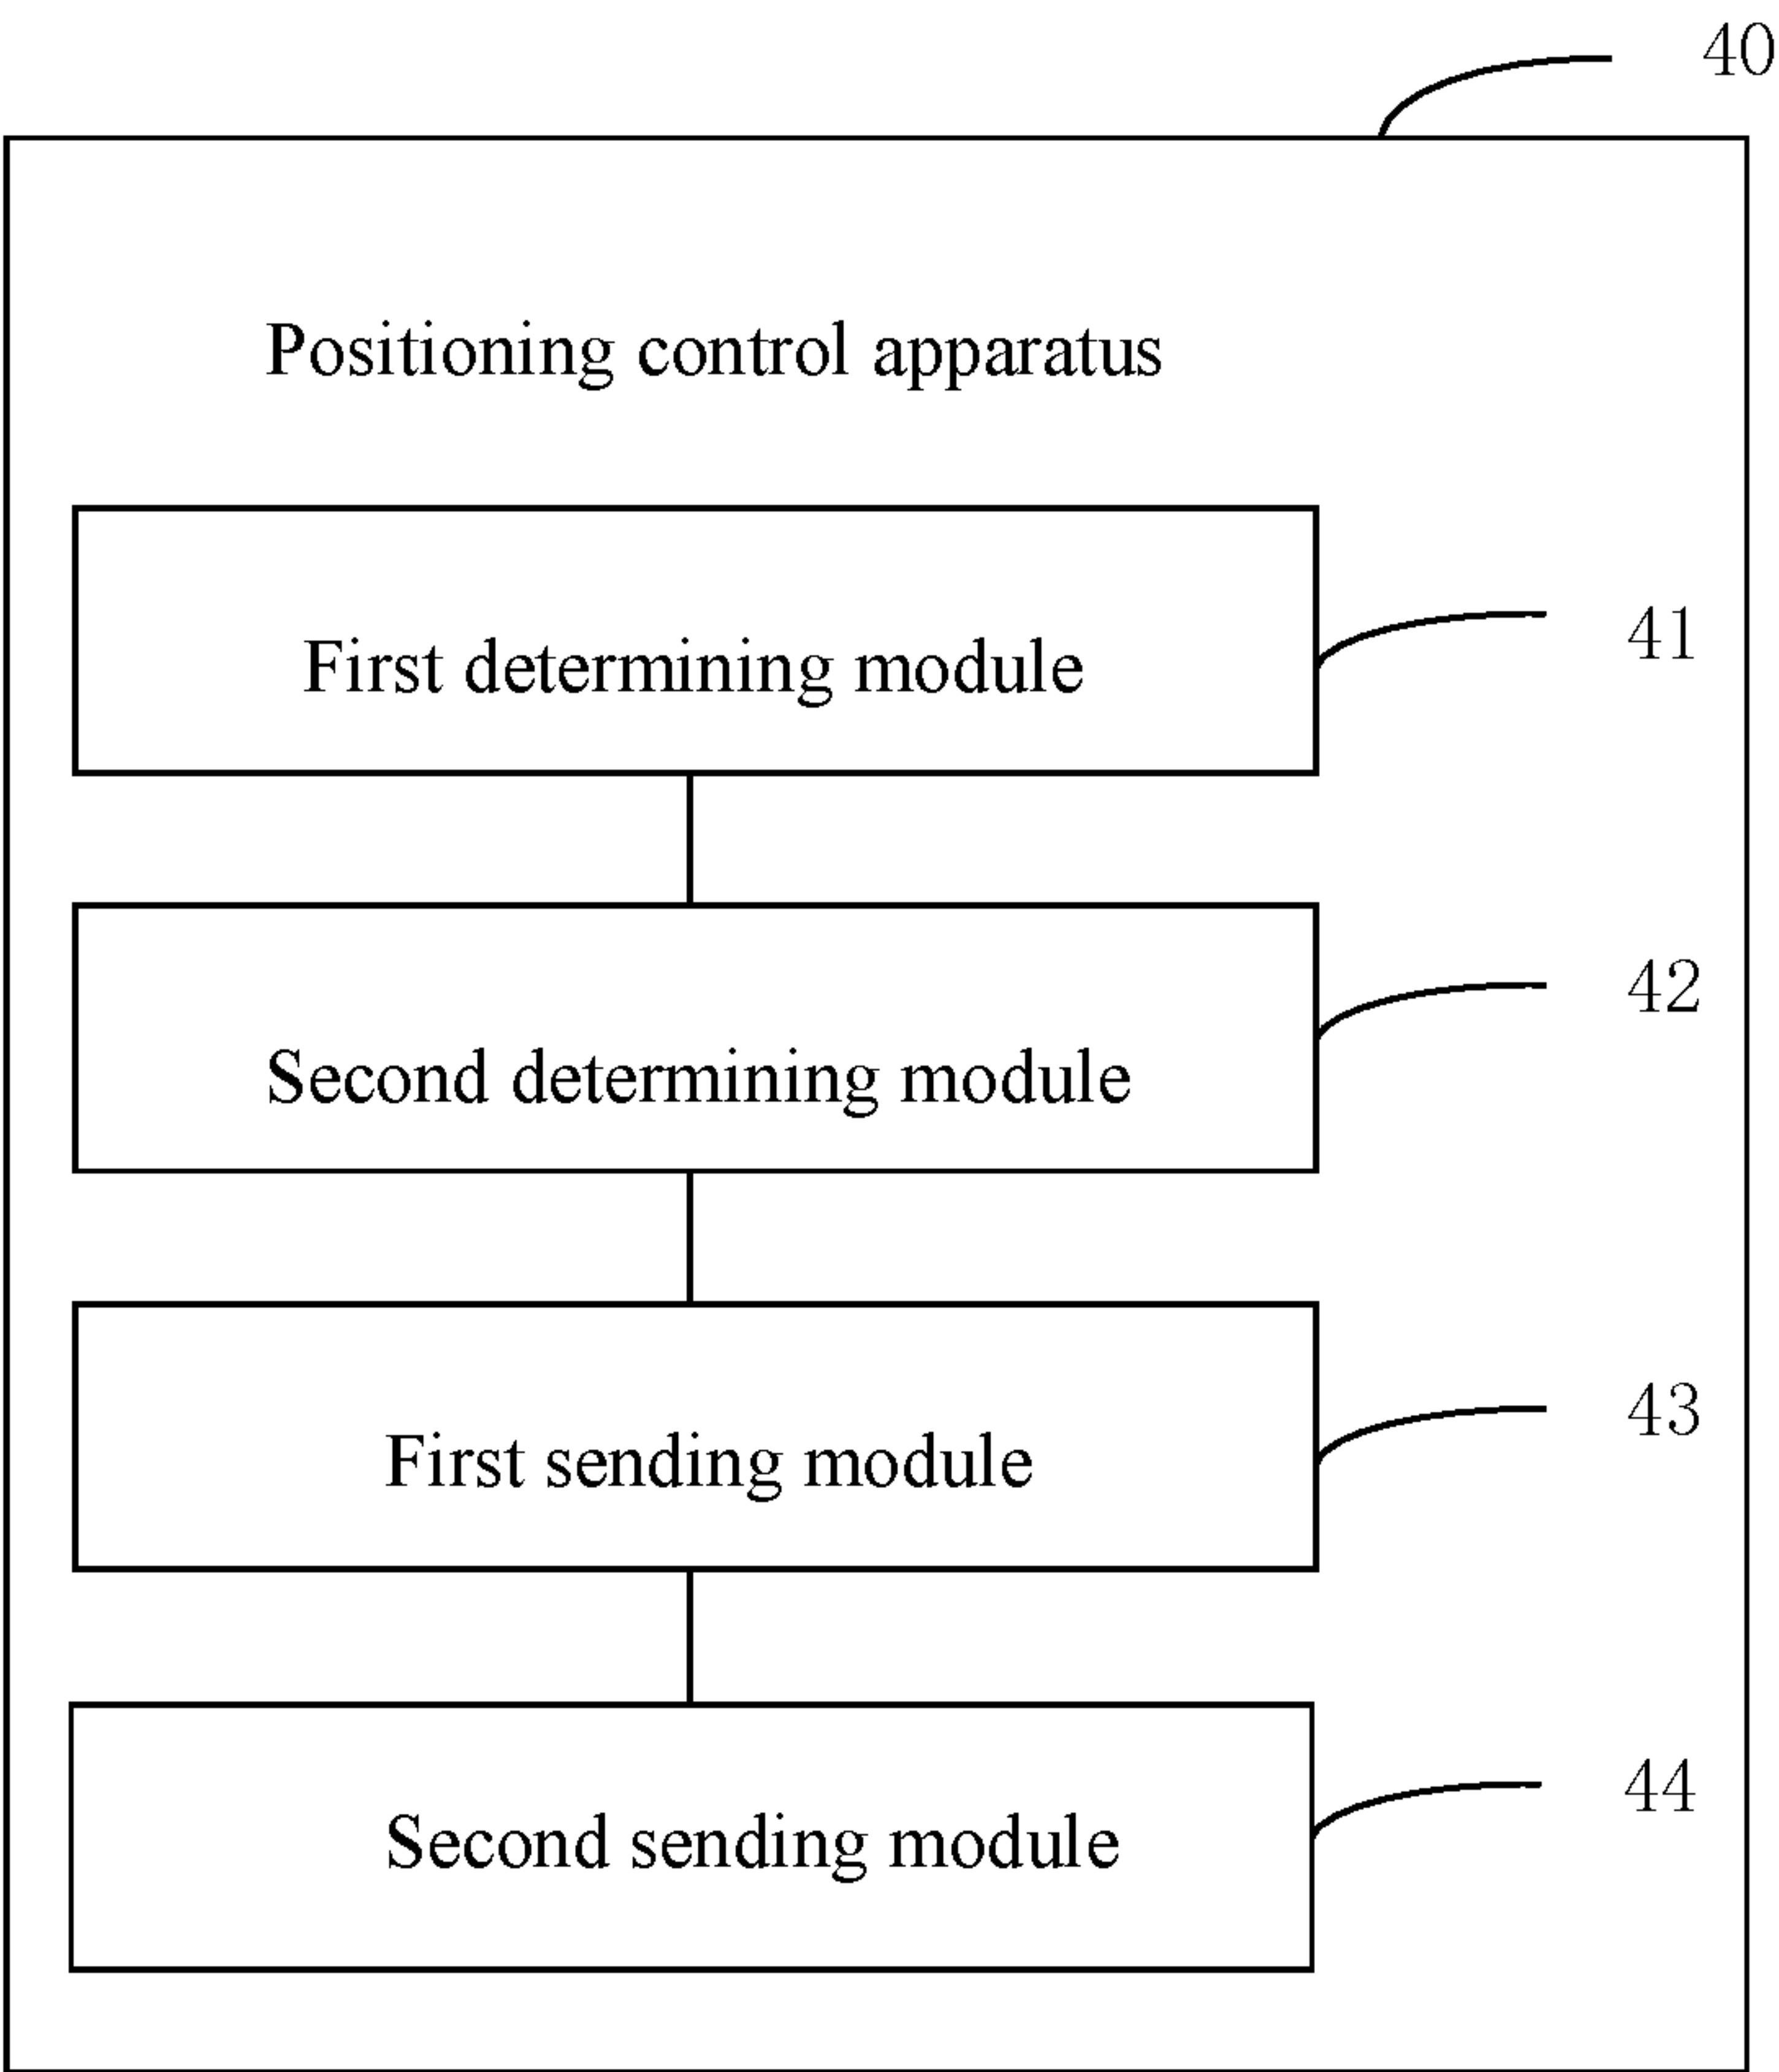 40
Positioning control apparatus
First determining module
41
Second determining module
42
First sending module
43
Second sending module
44